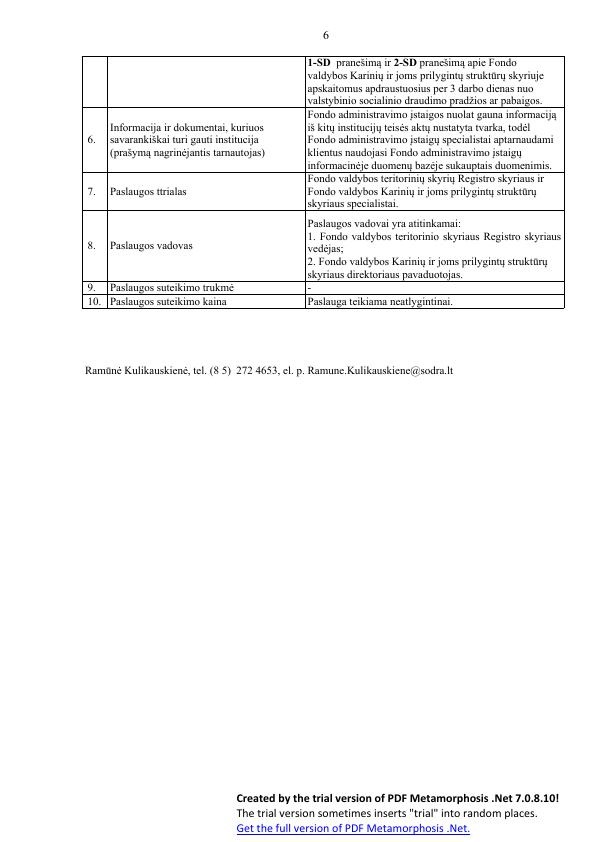 6
1-SD pranešimą ir 2-SD pranešimą apie Fondo
valdybos Karinių ir joms prilygintų struktūrų skyriuje
apskaitomus apdraustuosius per 3 darbo dienas nuo
valstybinio socialinio draudimo pradžios ar pabaigos.
6.
Informacija ir dokumentai, kuriuos
savarankiškai turi gauti institucija
(prašymą nagrinėjantis tarnautojas)
Fondo administravimo įstaigos nuolat gauna informaciją
iš kitų institucijų teisės aktų nustatyta tvarka, todėl
Fondo administravimo įstaigų specialistai aptarnaudami
klientus naudojasi Fondo administravimo įstaigų
informacinėje duomenų bazėje sukauptais duomenimis.
7.
Paslaugos ttrialas
Fondo valdybos teritorinių skyrių Registro skyriaus ir
Fondo valdybos Karinių ir joms prilygintų struktūrų
skyriaus specialistai.
8.
Paslaugos vadovas
Paslaugos vadovai yra atitinkamai:
1. Fondo valdybos teritorinio skyriaus Registro skyriaus
vedėjas;
2. Fondo valdybos Karinių ir joms prilygintų struktūrų
skyriaus direktoriaus pavaduotojas.
9. Paslaugos suteikimo trukmė -
10. Paslaugos suteikimo kaina Paslauga teikiama neatlygintinai.
Ramūnė Kulikauskienė, tel. (8 5) 272 4653, el. p. Ramune.Kulikauskiene@sodra.lt
Created by the trial version of PDF Metamorphosis .Net 7.0.8.10!
The trial version sometimes inserts "trial" into random places.
Get the full version of PDF Metamorphosis .Net.